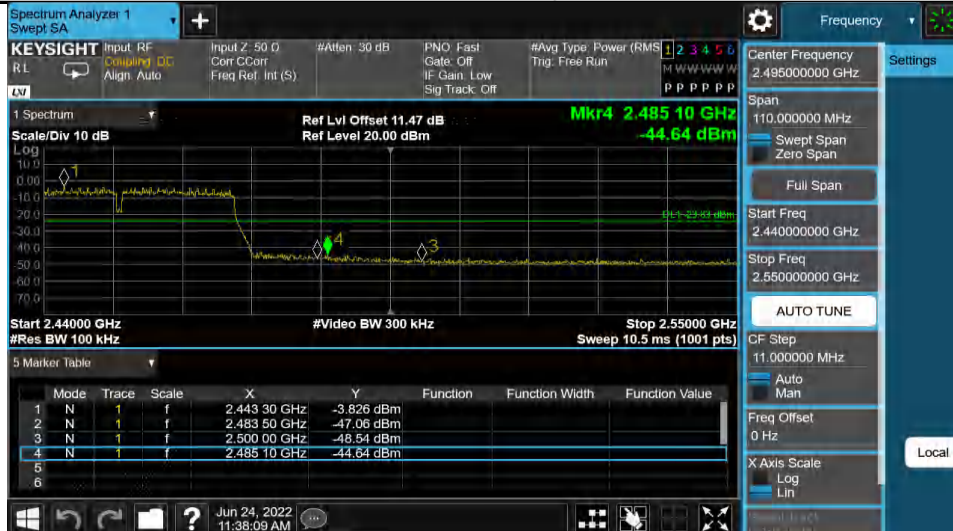 Spectrum Analyzer 1
Swept SA
+
Frequency
KEYSIGHT
RL
LXI
Input: RF
Coupling: DC
Align: Auto
Input Z: 50 Ω
Corr CCorr
Freq Ref: Int (S)
#Atten: 30 dB
PNO: Fast
Gate: Off
IF Gain: Low
Sig Track: Off
#Avg Type: Power (RMS
Trig: Free Run
1 2 3 4 5 6
M W W W W W
P P P P P P
1 Spectrum
Scale/Div 10 dB
Ref Lvl Offset 11.47 dB
Ref Level 20.00 dBm
Mkr4 2.485 10 GHz
-44.64 dBm
Log
10.0
0.00
-10.0
-20.0
-30.0
-40.0
-50.0
-60.0
-70.0
1
4
3
DL1 -23.83 dBm
Start 2.44000 GHz
#Res BW 100 kHz
#Video BW 300 kHz
Stop 2.55000 GHz
Sweep 10.5 ms (1001 pts)
5 Marker Table
Mode Trace Scale X Y Function Function Width Function Value
1 N 1 f 2.443 30 GHz -3.826 dBm
2 N 1 f 2.483 50 GHz -47.06 dBm
3 N 1 f 2.500 00 GHz -48.54 dBm
4 N 1 f 2.485 10 GHz -44.64 dBm
5
6
?
Jun 24, 2022
11:38:09 AM
Center Frequency
2.495000000 GHz
Span
110.000000 MHz
Swept Span
Zero Span
Full Span
Start Freq
2.440000000 GHz
Stop Freq
2.550000000 GHz
AUTO TUNE
CF Step
11.000000 MHz
Auto
Man
Freq Offset
0 Hz
X Axis Scale
Log
Lin
Settings
Local